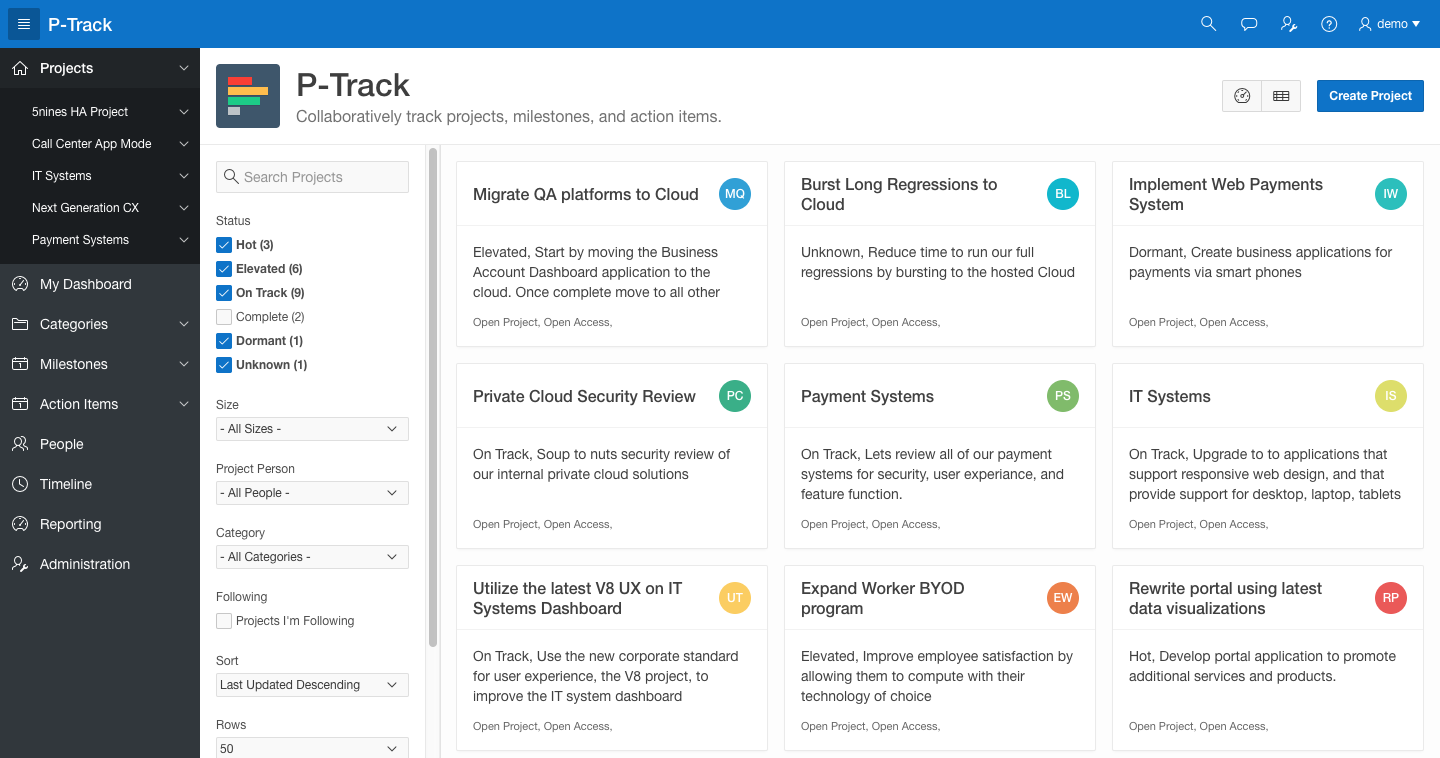 P-Track
demo
Projects
5nines HA Project
Call Center App Mode
IT Systems
Next Generation CX
Payment Systems
My Dashboard
Categories
Milestones
Action Items
People
Timeline
Reporting
Administration
P-Track
Collaboratively track projects, milestones, and action items.
Create Project
Search Projects
Status
Hot (3)
Elevated (6)
On Track (9)
Complete (2)
Dormant (1)
Unknown (1)
Size
- All Sizes -
Project Person
- All People -
Category
- All Categories -
Following
Projects I'm Following
Sort
Last Updated Descending
Rows
50
Migrate QA platforms to Cloud
MQ
Elevated, Start by moving the Business
Account Dashboard application to the
cloud. Once complete move to all other
Open Project, Open Access,
Burst Long Regressions to
Cloud
BL
Unknown, Reduce time to run our full
regressions by bursting to the hosted Cloud
Open Project, Open Access,
Implement Web Payments
System
IW
Dormant, Create business applications for
payments via smart phones
Open Project, Open Access,
Private Cloud Security Review
PC
On Track, Soup to nuts security review of
our internal private cloud solutions
Open Project, Open Access,
Payment Systems
PS
On Track, Lets review all of our payment
systems for security, user experiance, and
feature function.
Open Project, Open Access,
IT Systems
IS
On Track, Upgrade to to applications that
support responsive web design, and that
provide support for desktop, laptop, tablets
Open Project, Open Access,
Utilize the latest V8 UX on IT
Systems Dashboard
UT
On Track, Use the new corporate standard
for user experience, the V8 project, to
improve the IT system dashboard
Open Project, Open Access,
Expand Worker BYOD
program
EW
Elevated, Improve employee satisfaction by
allowing them to compute with their
technology of choice
Open Project, Open Access,
Rewrite portal using latest
data visualizations
RP
Hot, Develop portal application to promote
additional services and products.
Open Project, Open Access,